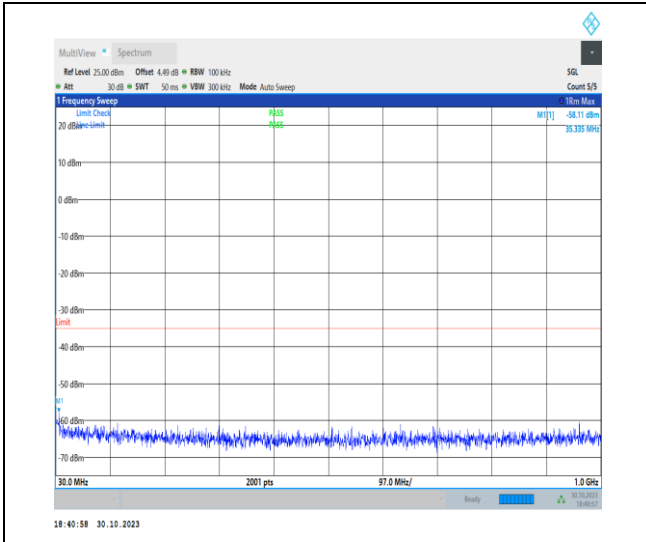 MultiView Spectrum
Ref Level 25.00 dBm Offset 4.49 dB RBW 100 kHz SGL
Att 30 dB SWT 50 ms VBW 300 kHz Mode Auto Sweep Count 5/5
1 Frequency Sweep 1Rm Max
Limit Check PASS M1[1] -58.11 dBm
20 dBm Line Limit PASS 35.335 MHz
10 dBm
0 dBm
-10 dBm
-20 dBm
-30 dBm
Limit
-40 dBm
-50 dBm
M1
-60 dBm
-70 dBm
30.0 MHz 2001 pts 97.0 MHz/ 1.0 GHz
Ready 30.10.2023
18:40:57
18:40:58 30.10.2023